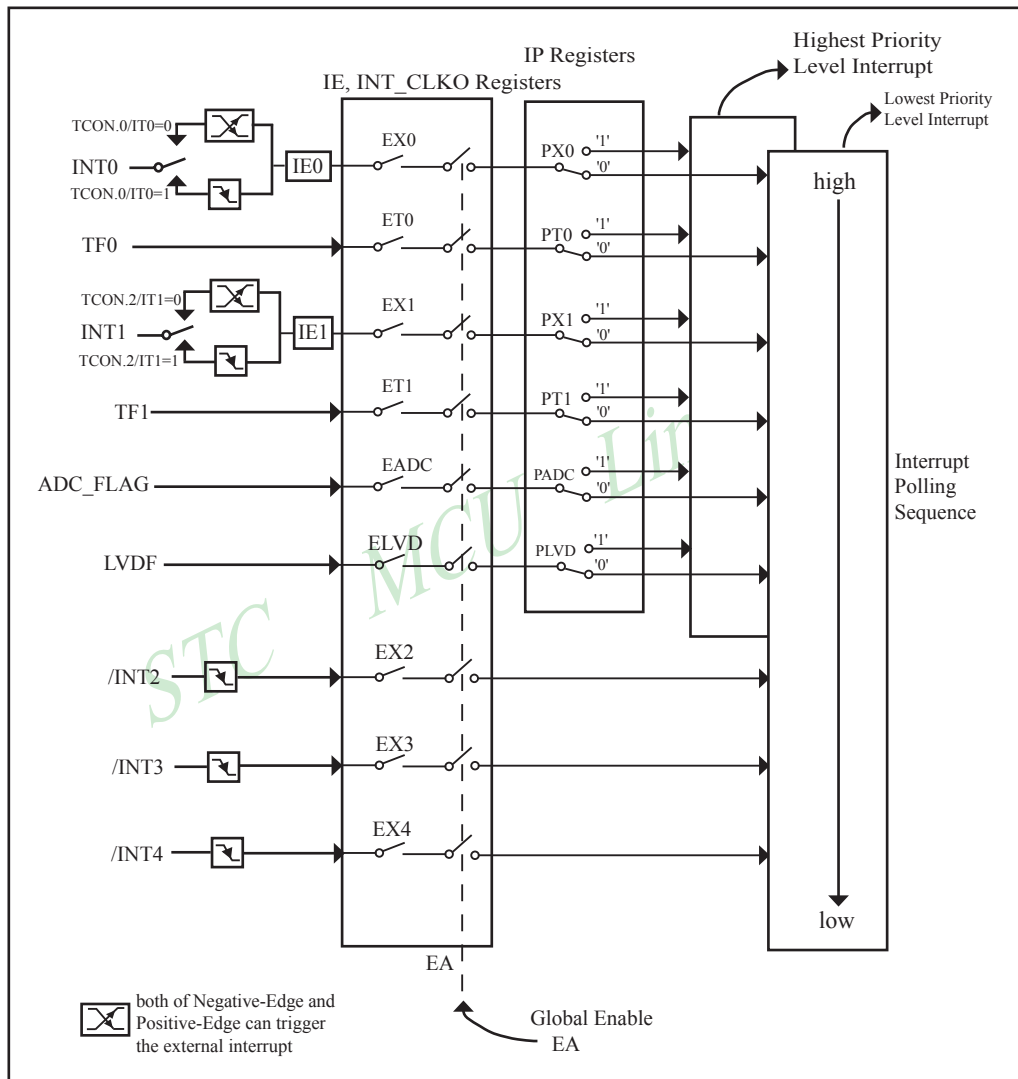 Highest Priority
Level Interrupt
IP Registers
IE, INT_CLKO Registers
Lowest Priority
Level Interrupt
TCON.0/IT0=0
INT0
TCON.0/IT0=1
IE0
EX0
PX0
'1'
'0'
high
TF0
ET0
PT0
'1'
'0'
TCON.2/IT1=0
INT1
TCON.2/IT1=1
IE1
EX1
PX1
'1'
'0'
TF1
ET1
PT1
'1'
'0'
ADC_FLAG
EADC
PADC
'1'
'0'
Interrupt
Polling
Sequence
LVDF
ELVD
PLVD
'1'
'0'
STC MCU
/INT2
EX2
/INT3
EX3
/INT4
EX4
low
EA
Global Enable
EA
both of Negative-Edge and
Positive-Edge can trigger
the external interrupt